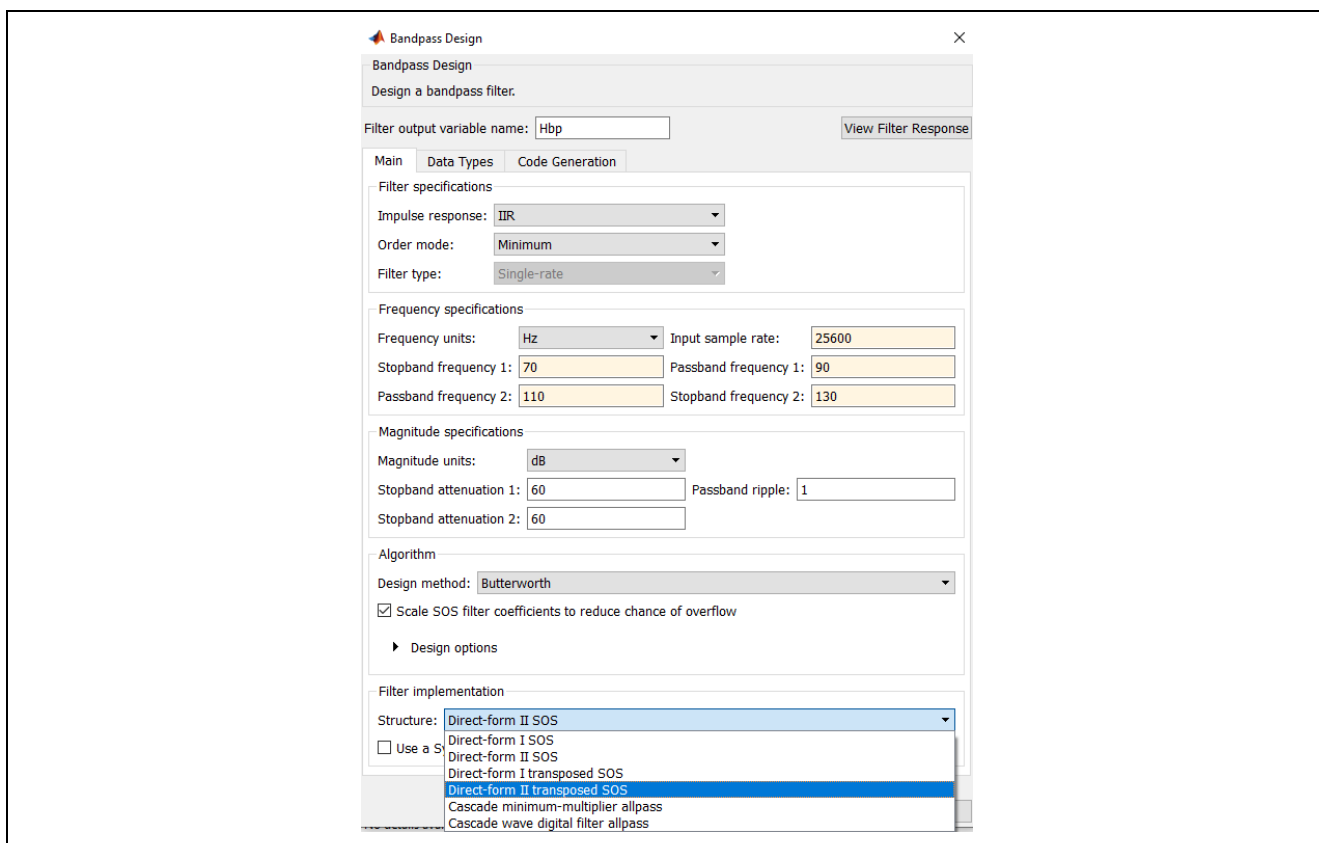 Bandpass Design
Bandpass Design
Design a bandpass filter.
Filter output variable name: Hbp View Filter Response
Main Data Types Code Generation
Filter specifications
Impulse response: IIR
Order mode: Minimum
Filter type: Single-rate
Frequency specifications
Frequency units: Hz Input sample rate: 25600
Stopband frequency 1: 70 Passband frequency 1: 90
Passband frequency 2: 110 Stopband frequency 2: 130
Magnitude specifications
Magnitude units: dB
Stopband attenuation 1: 60 Passband ripple: 1
Stopband attenuation 2: 60
Algorithm
Design method: Butterworth
Scale SOS filter coefficients to reduce chance of overflow
Design options
Filter implementation
Structure: Direct-form II SOS
Direct-form I SOS
Use a Sy
Direct-form II SOS
Direct-form I transposed SOS
Direct-form II transposed SOS
Cascade minimum-multiplier allpass
Cascade wave digital filter allpass